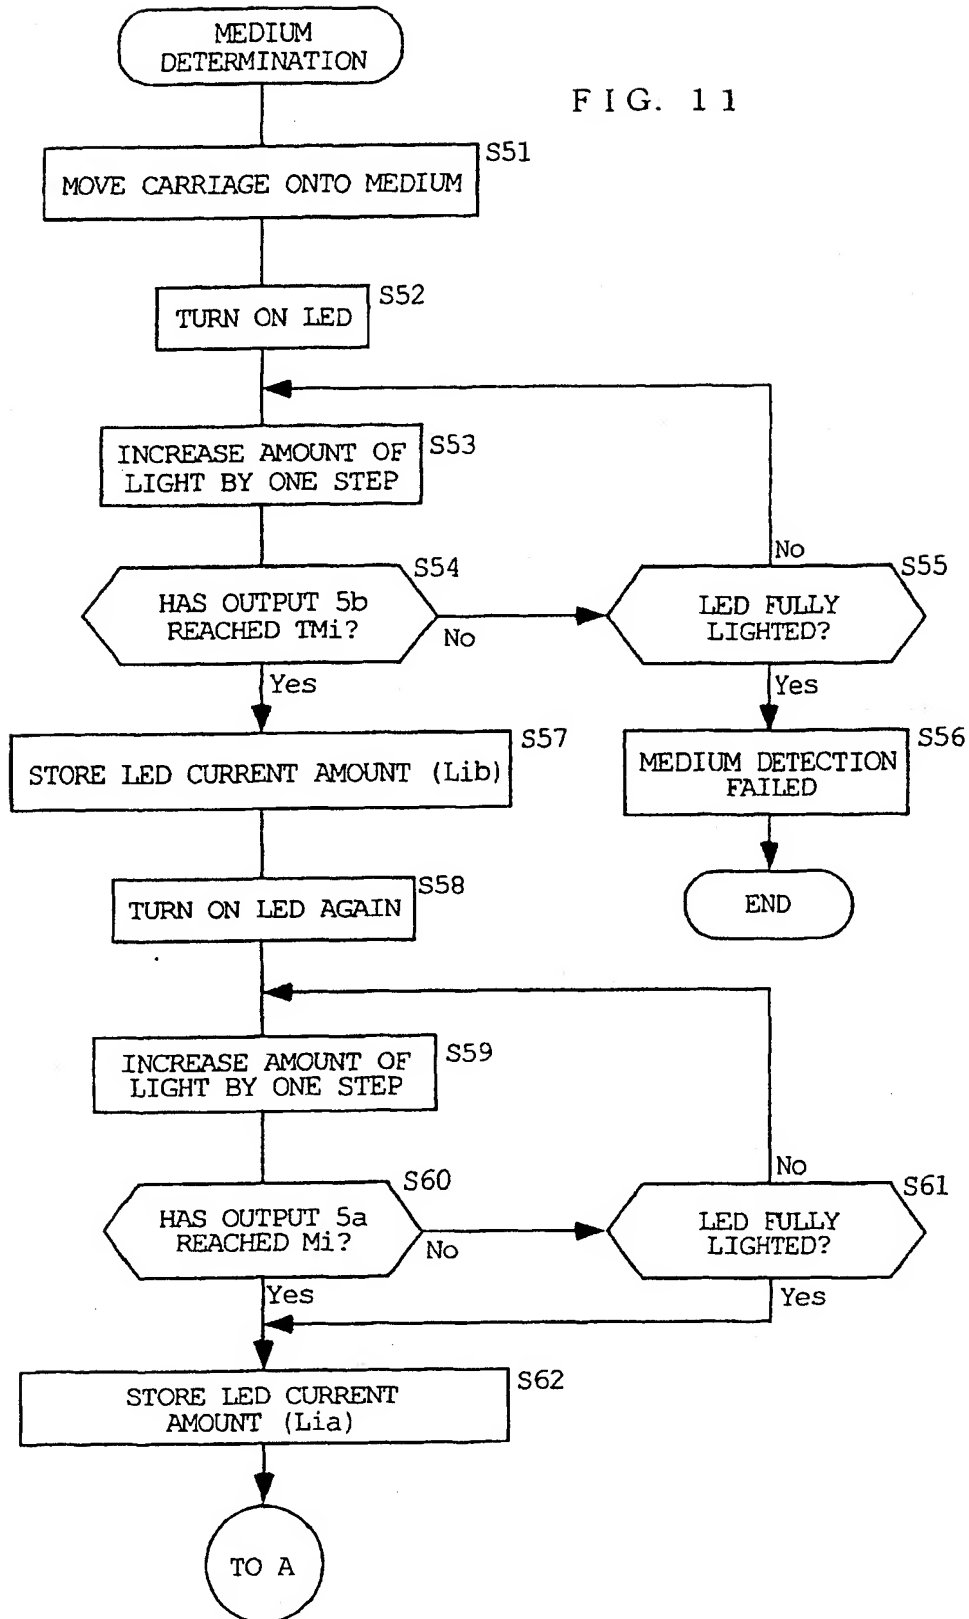 MEDIUM
DETERMINATION
FIG. 11
S51
MOVE CARRIAGE ONTO MEDIUM
S52
TURN ON LED
S53
INCREASE AMOUNT OF
LIGHT BY ONE STEP
No
S54
S55
HAS OUTPUT 5b
REACHED TMi?
No
LED FULLY
LIGHTED?
Yes
Yes
S57
STORE LED CURRENT AMOUNT (Lib)
S56
MEDIUM DETECTION
FAILED
S58
TURN ON LED AGAIN
END
S59
INCREASE AMOUNT OF
LIGHT BY ONE STEP
No
S60
S61
HAS OUTPUT 5a
REACHED Mi?
No
LED FULLY
LIGHTED?
Yes
Yes
S62
STORE LED CURRENT
AMOUNT (Lia)
TO A